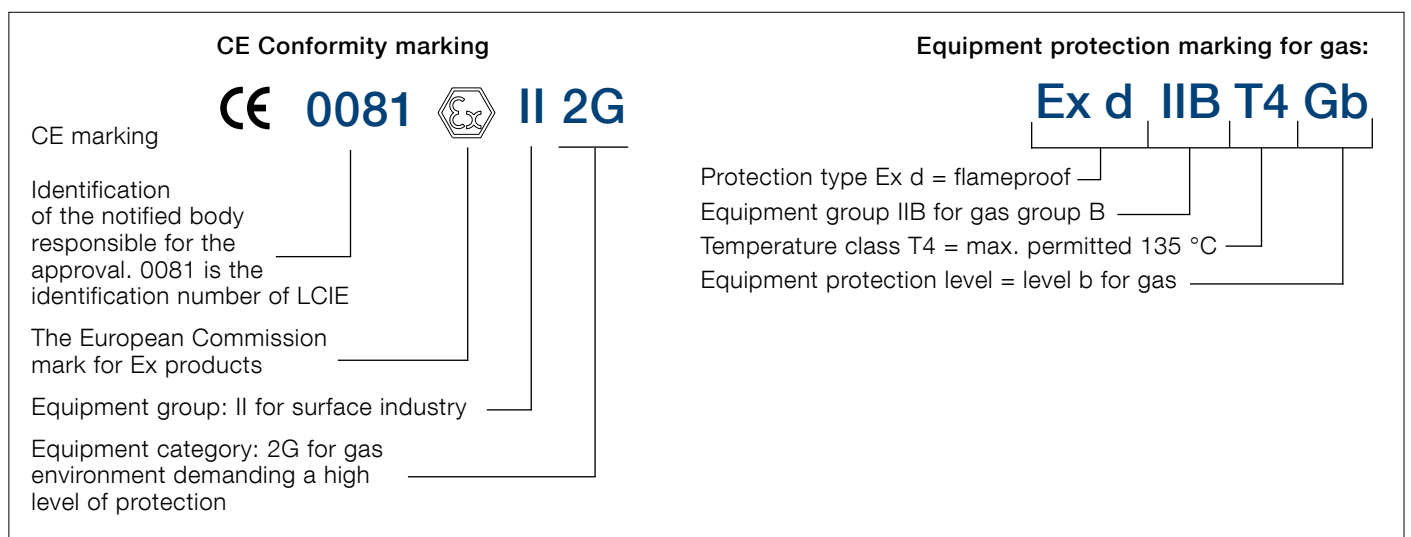 CE Conformity marking
CE 0081 Ex II 2G
CE marking
Identification
of the notified body
responsible for the
approval. 0081 is the
identification number of LCIE
The European Commission
mark for Ex products
Equipment group: II for surface industry
Equipment category: 2G for gas
environment demanding a high
level of protection
Equipment protection marking for gas:
Ex d IIB T4 Gb
Protection type Ex d = flameproof
Equipment group IIB for gas group B
Temperature class T4 = max. permitted 135 °C
Equipment protection level = level b for gas